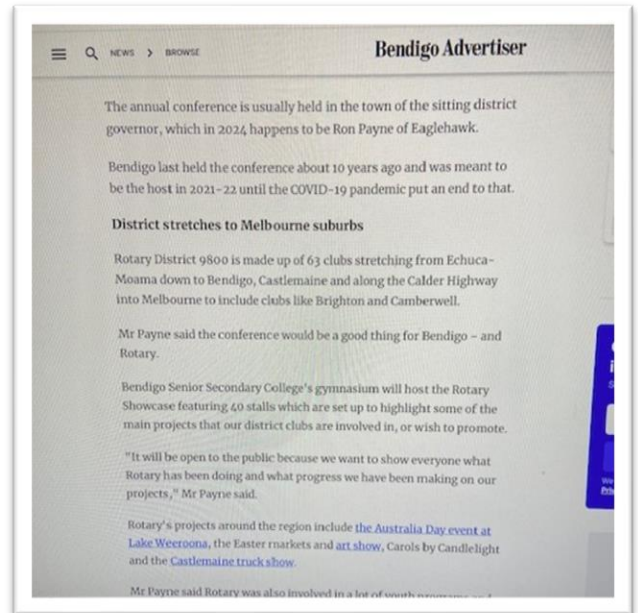 NEWS > BROWSE
Bendigo Advertiser
The annual conference is usually held in the town of the sitting district
governor, which in 2024 happens to be Ron Payne of Eaglehawk.
Bendigo last held the conference about 10 years ago and was meant to
be the host in 2021-22 until the COVID-19 pandemic put an end to that.
District stretches to Melbourne suburbs
Rotary District 9800 is made up of 63 clubs stretching from Echuca-
Moama down to Bendigo, Castlemaine and along the Calder Highway
into Melbourne to include clubs like Brighton and Camberwell.
Mr Payne said the conference would be a good thing for Bendigo - and
Rotary.
Bendigo Senior Secondary College's gymnasium will host the Rotary
Showcase featuring 40 stalls which are set up to highlight some of the
main projects that our district clubs are involved in, or wish to promote.
"It will be open to the public because we want to show everyone what
Rotary has been doing and what progress we have been making on our
projects," Mr Payne said.
Rotary's projects around the region include the Australia Day event at
Lake Weeroona, the Easter markets and art show, Carols by Candlelight
and the Castlemaine truck show.
Mr Payne said Rotary was also involved in a lot of youth
We